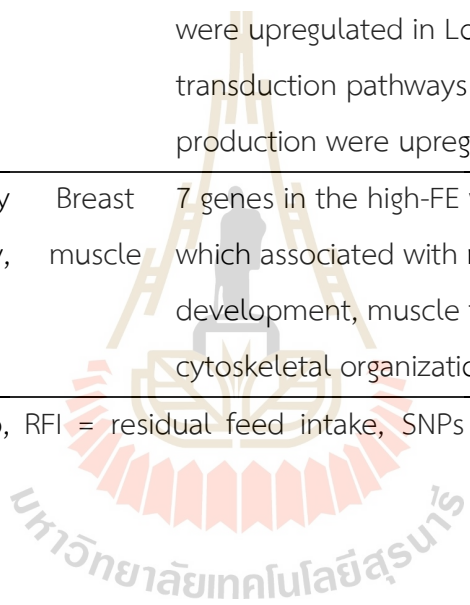 were upregulated in Lo
transduction pathways
production were upreg
y Breast 7 genes in the high-FE
y, muscle which associated with
development, muscle
cytoskeletal organizatio
, RFI = residual feed intake, SNPs
มหาวิทยาลัยเทคโนโลยีสุรนารี